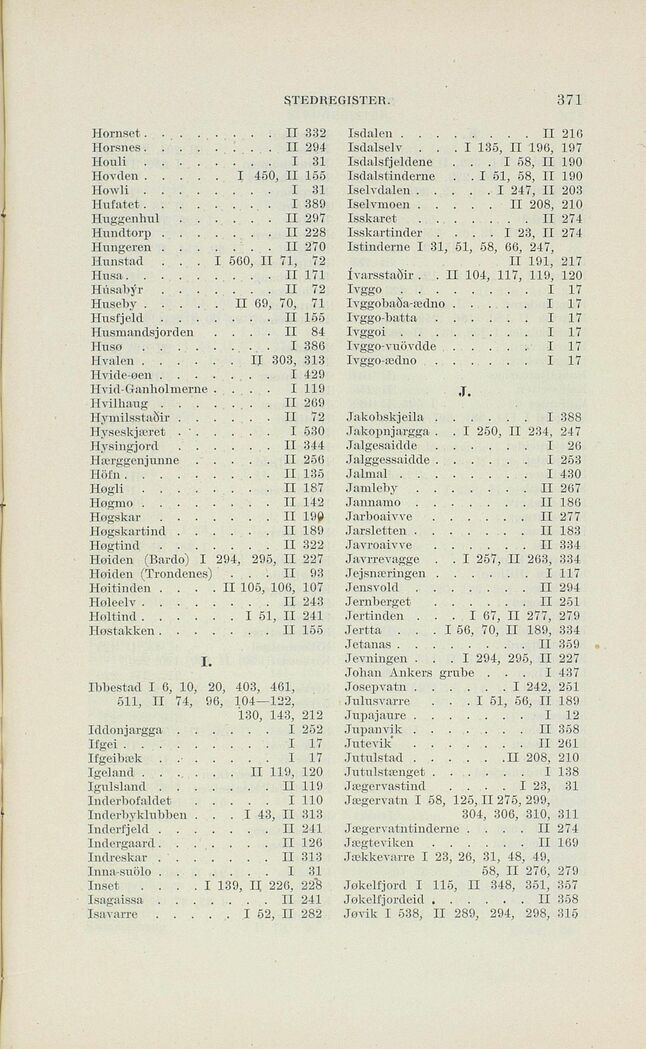 STEDREGISTER. 371
Hornset . . . . . . . . II 332
Horsnes . . . . . . . . II 294
Houli . . . . . . . . I 31
Hovden . . . . . I 450, II 155
Howli . . . . . . . . I 31
Hufatet . . . . . . . . I 389
Huggenhul . . . . . . II 297
Hundtorp . . . . . . . II 228
Hungeren . . . . . . . II 270
Hunstad . . . I 560, II 71, 72
Husa . . . . . . . . . II 171
Húsabýr . . . . . . . II 72
Huseby . . . . . II 69, 70, 71
Husfjeld . . . . . . . II 155
Husmandsjorden . . . . II 84
Husø . . . . . . . . I 386
Hvalen . . . . . . II 303, 313
Hvide-øen . . . . . . . I 429
Hvid-Ganholmerne . . . . I 119
Hvilhaug . . . . . . . II 269
Hymilsstaðir . . . . . . II 72
Hyseskjæret . . . . . . I 530
Hysingjord . . . . . . II 344
Hærggenjunne . . . . . II 256
Höfn . . . . . . . . . II 135
Høgli . . . . . . . . II 187
Høgmo . . . . . . . . II 142
Høgskar . . . . . . . II 199
Høgskartind . . . . . . II 189
Høgtind . . . . . . . II 322
Høiden (Bardo) I 294, 295, II 227
Høiden (Trondenes) . . . II 93
Høitinden . . . . II 105, 106, 107
Høleelv . . . . . . . . II 243
Høltind . . . . . . I 51, II 241
Høstakken . . . . . . . II 155
I.
Ibbestad I 6, 10, 20, 403, 461,
511, II 74, 96, 104—122,
130, 143, 212
Iddonjargga . . . . . . I 252
Ifgei . . . . . . . . . I 17
Ifgeibæk . . . . . . . I 17
Igeland . . . . . . II 119, 120
Igulsland . . . . . . . II 119
Inderbofaldet . . . . . I 110
Inderbyklubben . . . I 43, II 313
Inderfjeld . . . . . . . II 241
Indergaard . . . . . . . II 126
Indreskar . . . . . . . II 313
Inna-suölo . . . . . . . I 31
Inset . . . . I 139, II 226, 228
Isagaissa . . . . . . . II 241
Isavarre . . . . . I 52, II 282
Isdalen . . . . . . . . II 216
Isdalselv . . . I 135, II 196, 197
Isdalsfjeldene . . . I 58, II 190
Isdalstinderne . . I 51, 58, II 190
Iselvdalen . . . . . I 247, II 203
Iselvmoen . . . . . II 208, 210
Isskaret . . . . . . . II 274
Isskartinder . . . . I 23, II 274
Istinderne I 31, 51, 58, 66, 247,
II 191, 217
Ívarsstaðir . . II 104, 117, 119, 120
Ivggo . . . . . . . . I 17
Ivggobaða-ædno . . . . . I 17
Ivggo-batta . . . . . . I 17
Ivggoi . . . . . . . . I 17
Ivggo-vuövdde . . . . . I 17
Ivggo-ædno . . . . . . I 17
J.
Jakobskjeila . . . . . . I 388
Jakopnjargga . . I 250, II 234, 247
Jalgesaidde . . . . . . I 26
Jalggessaidde . . . . . . I 253
Jalmal . . . . . . . . I 430
Jamleby . . . . . . . II 267
Jannamo . . . . . . . II 186
Jarboaivve . . . . . . II 277
Jarsletten . . . . . . . II 183
Javroaivve . . . . . . II 334
Javrrevagge . . I 257, II 263, 334
Jejsnæringen . . . . . . I 117
Jensvold . . . . . . . II 294
Jernberget . . . . . . II 251
Jertinden . . . I 67, II 277, 279
Jertta . . . I 56, 70, II 189, 334
Jetanas . . . . . . . . II 359
Jevningen . . . I 294, 295, II 227
Johan Ankers grube . . . I 437
Josepvatn . . . . . . I 242, 251
Julusvarre . . . I 51, 56, II 189
Jupajaure . . . . . . . I 12
Jupanvik . . . . . . . II 358
Jutevik . . . . . . . II 261
Jutulstad . . . . . . II 208, 210
Jutulstænget . . . . . . I 138
Jægervastind . . . . I 23, 31
Jægervatn I 58, 125, II 275, 299,
304, 306, 310, 311
Jægervatntinderne . . . . II 274
Jægteviken . . . . . . II 169
Jækkevarre I 23, 26, 31, 48, 49,
58, II 276, 279
Jøkelfjord I 115, II 348, 351, 357
Jøkelfjordeid . . . . . . II 358
Jøvik I 538, II 289, 294, 298, 315